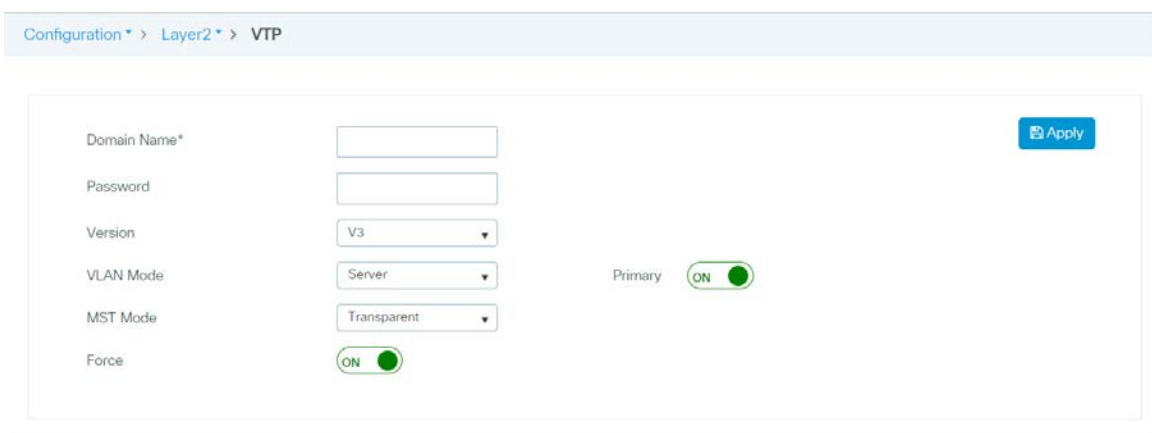 Configuration > Layer2 > VTP
Apply
Domain Name*
Password
Version V3
VLAN Mode Server Primary ON
MST Mode Transparent
Force ON